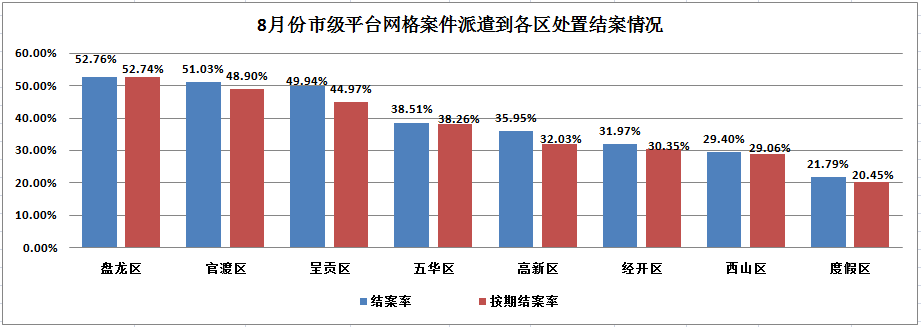 8月份市级平台网格案件派遣到各区处置结案情况
60.00%
50.00%
40.00%
30.00%
20.00%
10.00%
0.00%
52.76% 52.74% 51.03% 48.90% 49.94% 44.97% 38.51% 38.26% 35.95% 32.03% 31.97% 30.35% 29.40% 29.06% 21.79% 20.45%
盘龙区 官渡区 呈贡区 五华区 高新区 经开区 西山区 度假区
结案率 按期结案率